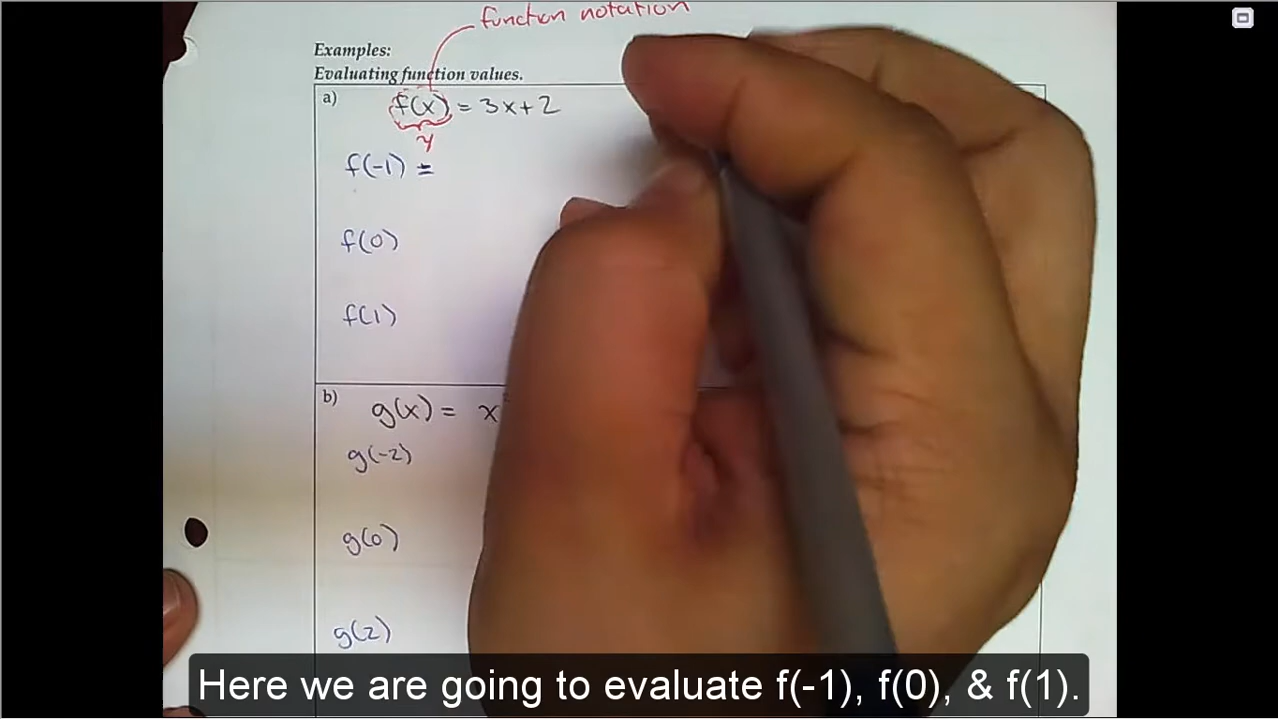 function notation
Examples:
Evaluating function values.
a)
f(x) = 3x+2
y
f(-1) =
f(0)
f(1)
b)
g(x) = x
g(-2)
g(0)
g(2)
Here we are going to evaluate f(-1), f(0), & f(1).